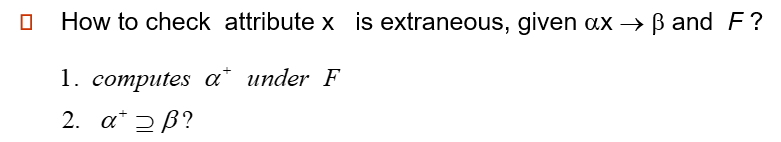 How to check attribute x is extraneous, given αx → β and F?
1. computes α⁺ under F
2. α⁺ ⊇ β?